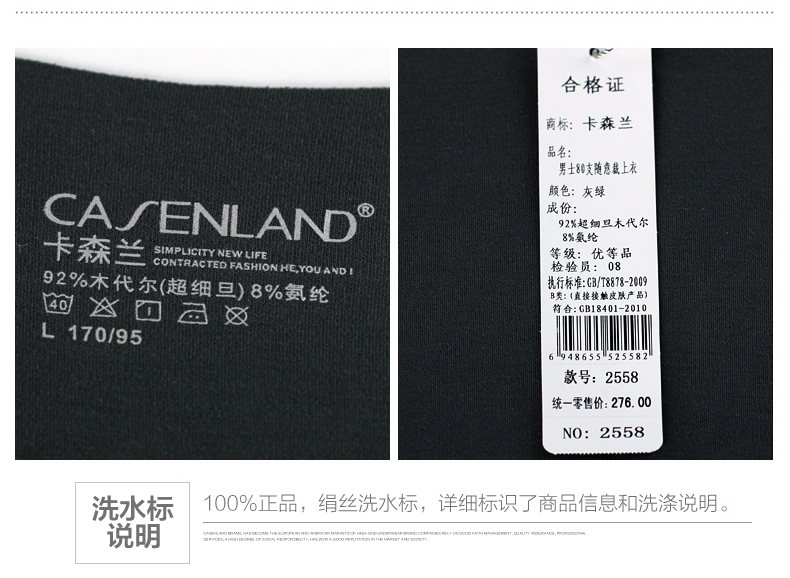 CASENLAND®
卡森兰 SIMPLICITY NEW LIFE
CONTRACTED FASHION HE,YOU AND I
92%木代尔(超细旦) 8%氨纶
40
L 170/95
合格证
商标: 卡森兰
品名:
男士80支随意裁上衣
颜色: 灰绿
成份:
92%超细旦木代尔
8%氨纶
等级: 优等品
检验员: 08
执行标准:GB/T8878-2009
B类:(直接接触皮肤产品)
符合:GB18401-2010
6 948655 525582
款号: 2558
统一零售价: 276.00
NO: 2558
洗水标
说明
100%正品，绢丝洗水标，详细标识了商品信息和洗涤说明。